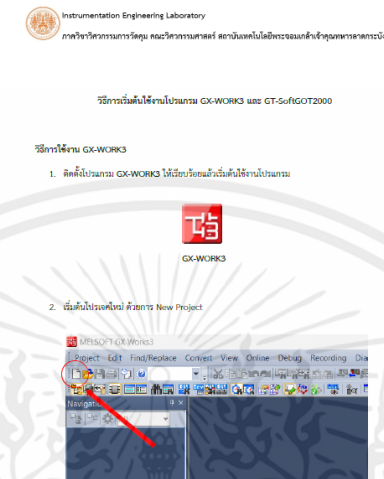 Instrumentation Engineering Laboratory
ภาควิชาวิศวกรรมการวัดคุม คณะวิศวกรรมศาสตร์ สถาบันเทคโนโลยีพระจอมเกล้าเจ้าคุณทหารลาดกระบัง
วิธีการเริ่มต้นใช้งานโปรแกรม GX-WORK3 และ GT-SoftGOT2000
วิธีการใช้งาน GX-WORK3
1. ติดตั้งโปรแกรม GX-WORK3 ให้เรียบร้อยแล้วเริ่มต้นใช้งานโปรแกรม
GX-WORK3
2. เริ่มต้นโปรเจคใหม่ ด้วยการ New Project
MELSOFT GX Works3
Project Edit Find/Replace Convert View Online Debug Recording Dia
Navigati